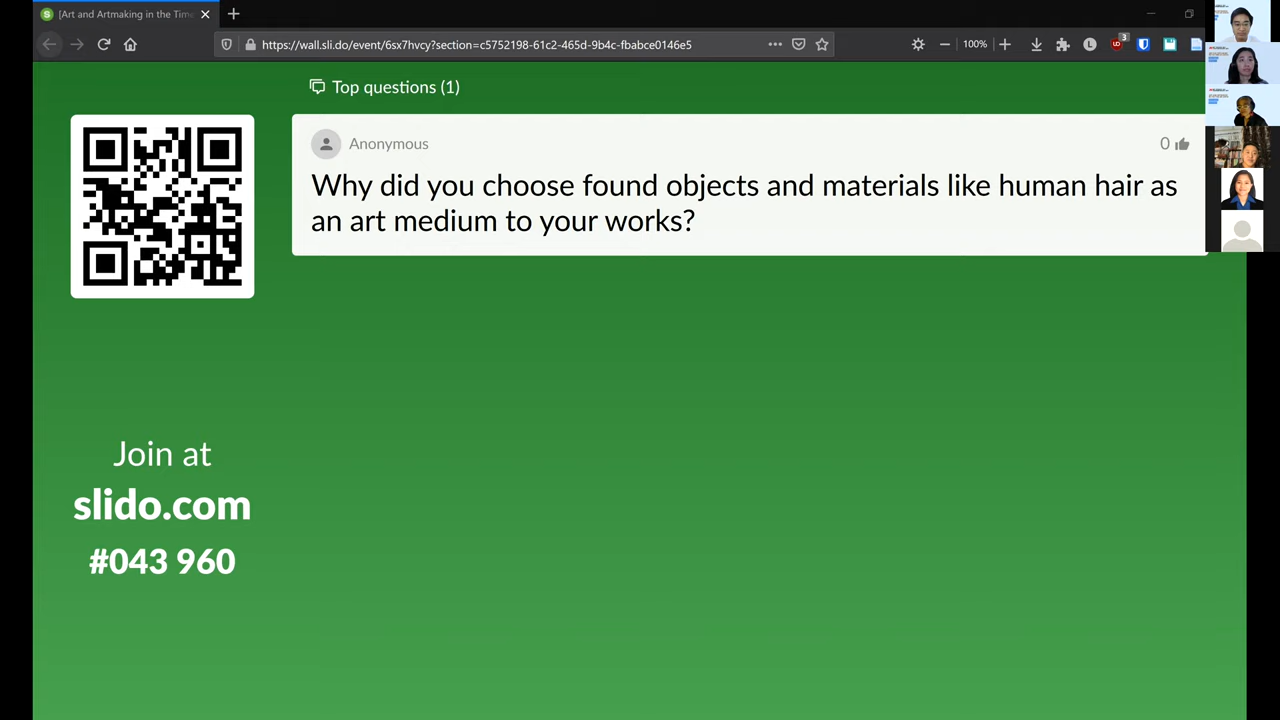 [Art and Artmaking in the Time
https://wall.sli.do/event/6sx7hvcy?section=c5752198-61c2-465d-9b4c-fbabce0146e5
100%
3
Top questions (1)
Anonymous
0
Why did you choose found objects and materials like human hair as
an art medium to your works?
Join at
slido.com
#043 960